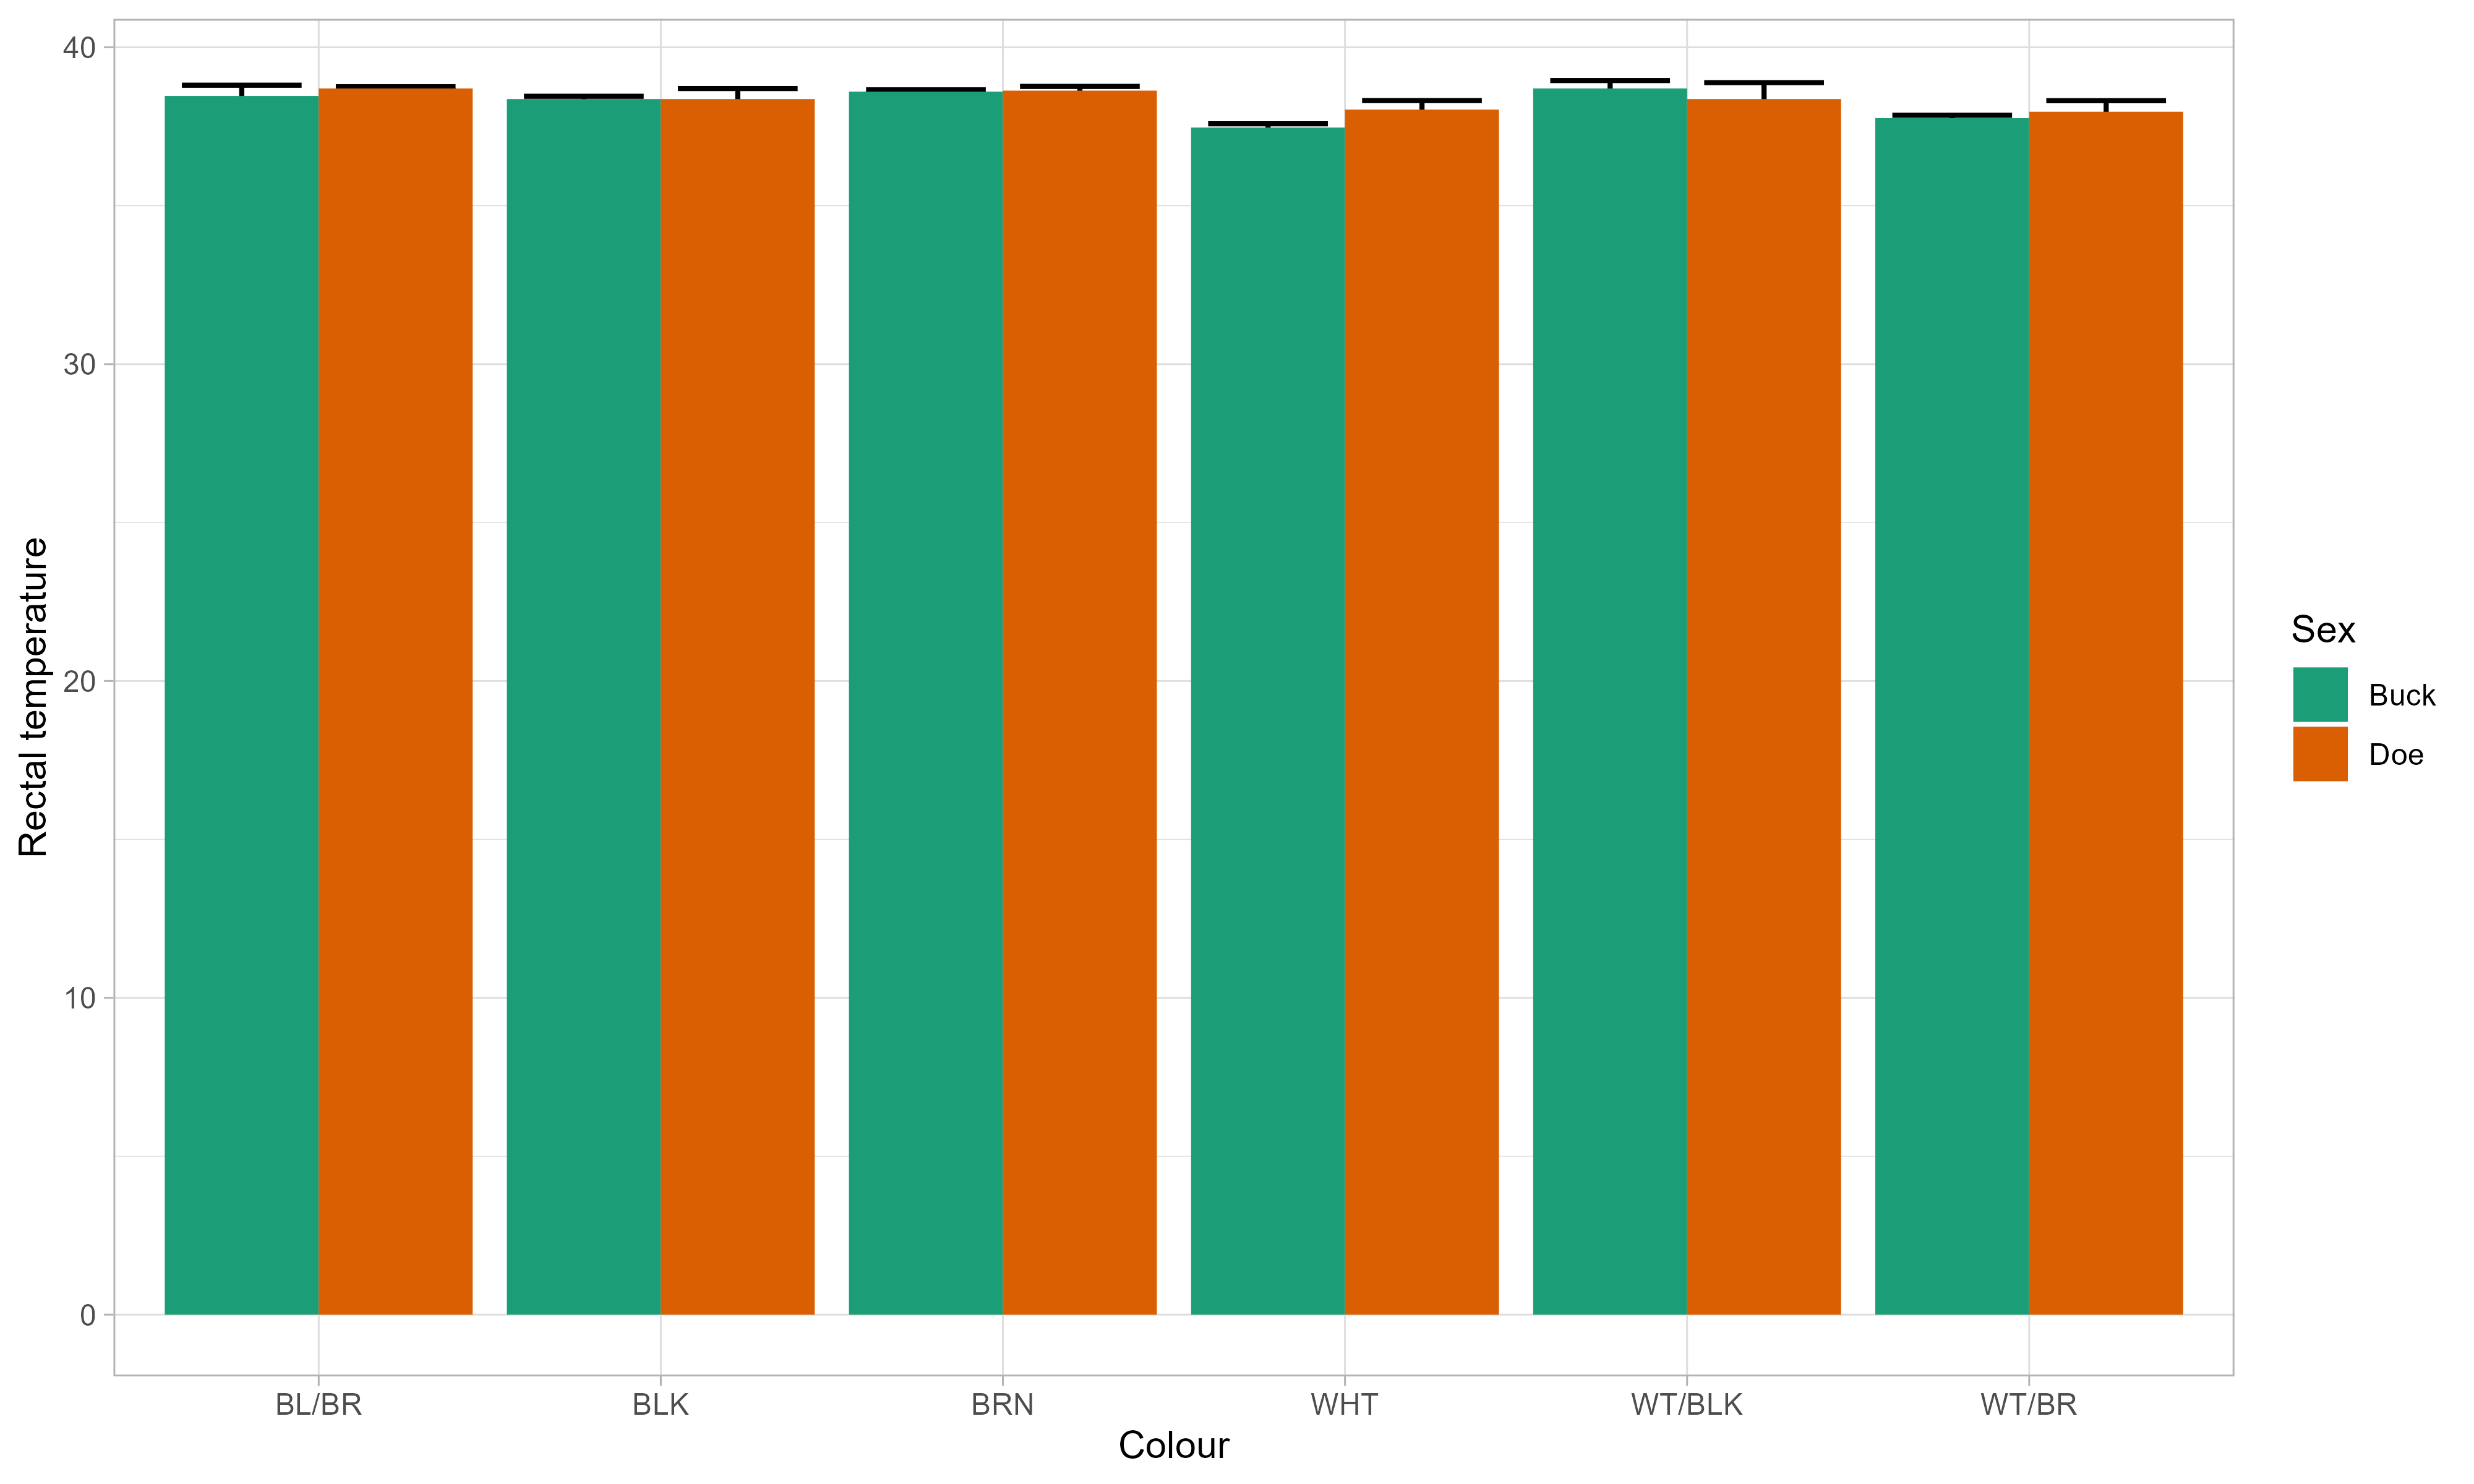 40
30
20
10
0
Rectal temperature
BL/BR
BLK
BRN
WHT
WT/BLK
WT/BR
Colour
Sex
Buck
Doe